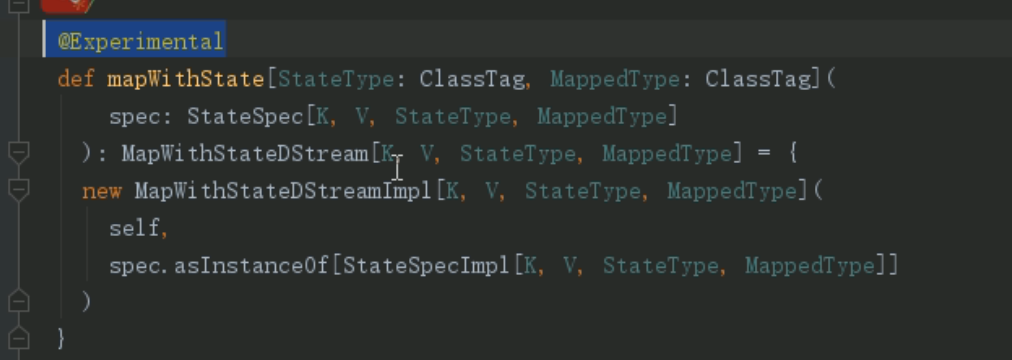 @Experimental
def mapWithState[StateType: ClassTag, MappedType: ClassTag](
spec: StateSpec[K, V, StateType, MappedType]
): MapWithStateDStream[K, V, StateType, MappedType] = {
new MapWithStateDStreamImpl[K, V, StateType, MappedType](
self,
spec.asInstanceOf[StateSpecImpl[K, V, StateType, MappedType]]
)
}